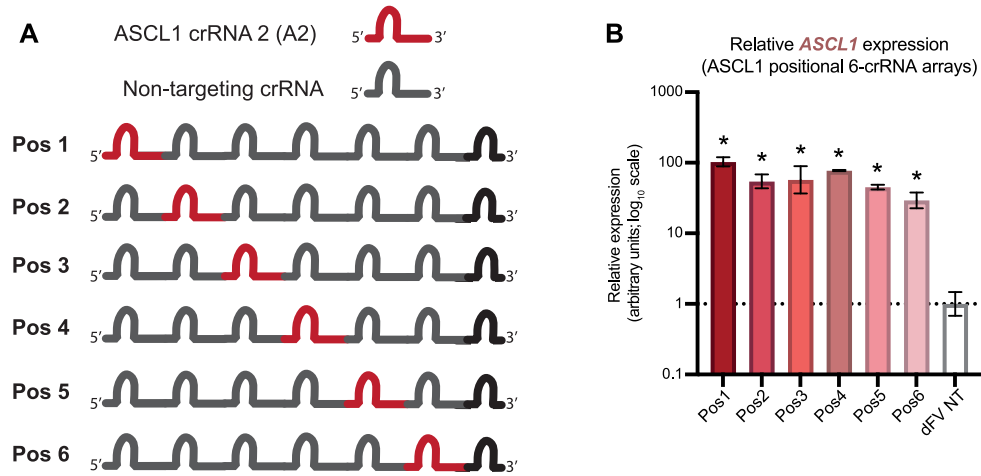 A
ASCL1 crRNA 2 (A2)
5′ 3′
Non-targeting crRNA
5′ 3′
Pos 1
5′ 3′
Pos 2
5′ 3′
Pos 3
5′ 3′
Pos 4
5′ 3′
Pos 5
5′ 3′
Pos 6
5′ 3′
B
Relative ASCL1 expression
(ASCL1 positional 6-crRNA arrays)
Relative expression
(arbitrary units; log10 scale)
1000
100
10
1
0.1
* * * * * *
Pos1
Pos2
Pos3
Pos4
Pos5
Pos6
dFV NT